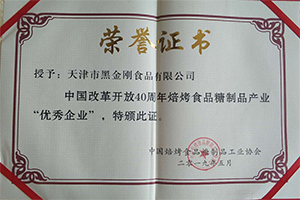 荣誉证书
授予：天津市黑金刚食品有限公司
中国改革开放40周年焙烤食品糖制品产业
“优秀企业”，特颁此证。
中国焙烤食品糖制品工业协会
二〇一九年五月